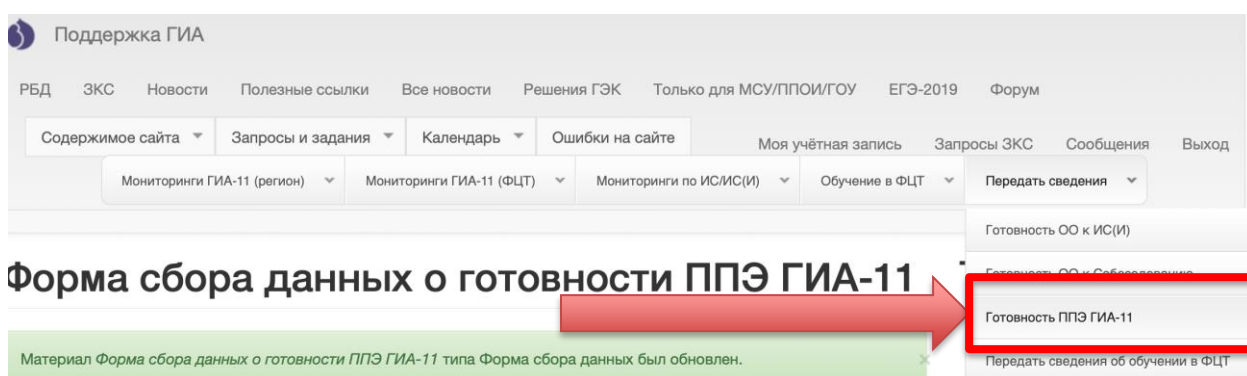 Поддержка ГИА
РБД ЗКС Новости Полезные ссылки Все новости Решения ГЭК Только для МСУ/ППОИ/ГОУ ЕГЭ-2019 Форум
Содержимое сайта Запросы и задания Календарь Ошибки на сайте
Моя учётная запись Запросы ЗКС Сообщения Выход
Мониторинги ГИА-11 (регион) Мониторинги ГИА-11 (ФЦТ) Мониторинги по ИС/ИС(И) Обучение в ФЦТ Передать сведения
Готовность ОО к ИС(И)
Готовность ОО к Собеседованию
Форма сбора данных о готовности ППЭ ГИА-11
Готовность ППЭ ГИА-11
Материал Форма сбора данных о готовности ППЭ ГИА-11 типа Форма сбора данных был обновлен. ×
Передать сведения об обучении в ФЦТ